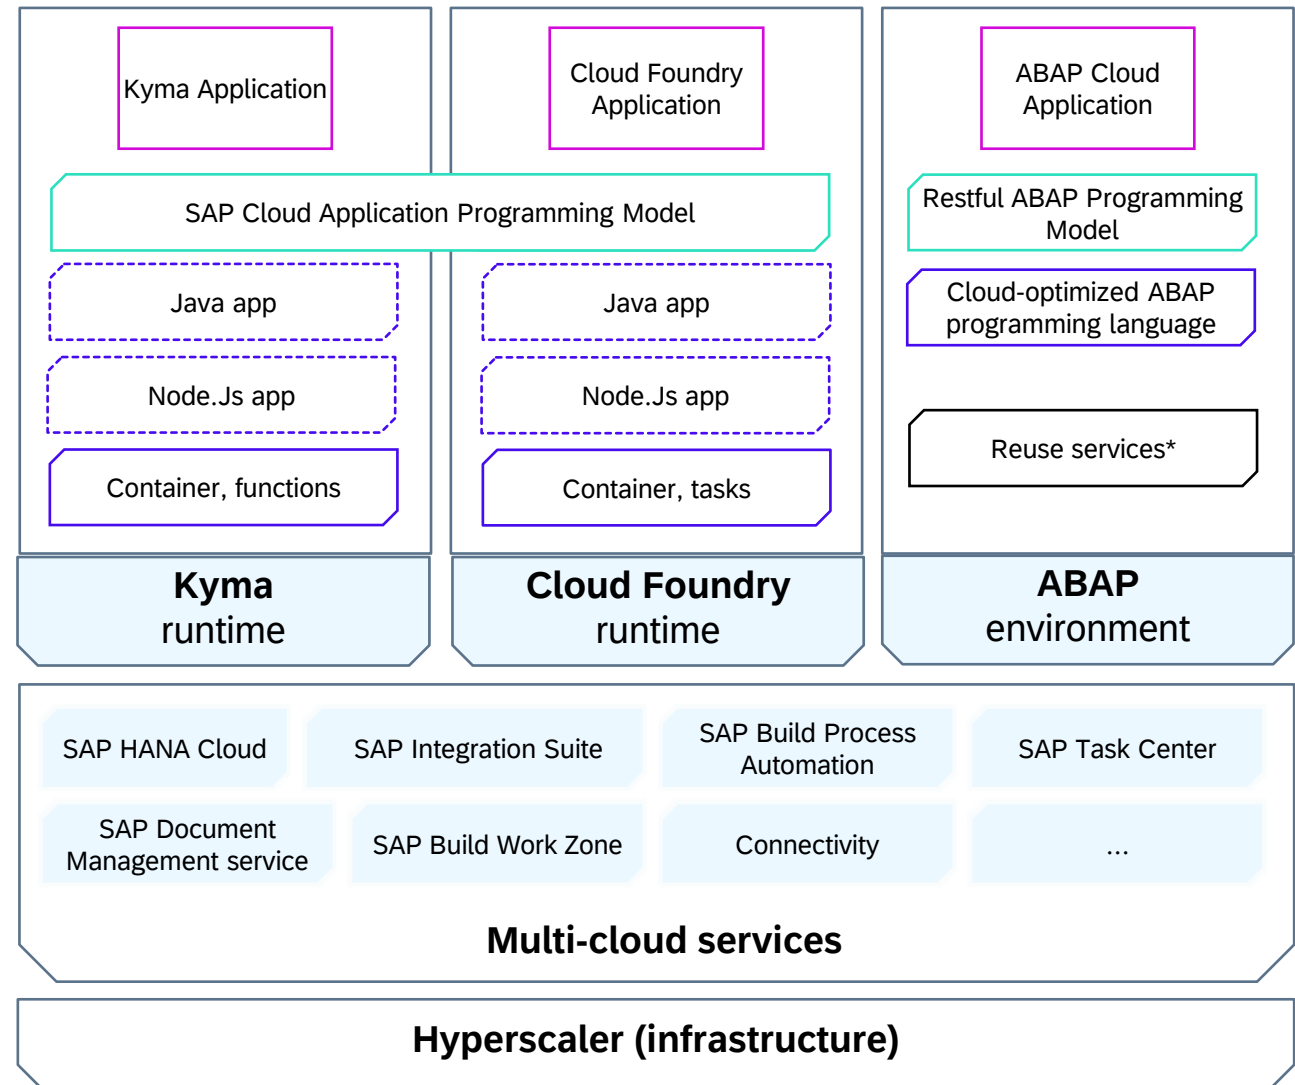 Kyma Application
Cloud Foundry
Application
ABAP Cloud
Application
SAP Cloud Application Programming Model
Restful ABAP Programming
Model
Java app
Java app
Cloud-optimized ABAP
programming language
Node.Js app
Node.Js app
Reuse services*
Container, functions
Container, tasks
Kyma
runtime
Cloud Foundry
runtime
ABAP
environment
SAP HANA Cloud
SAP Integration Suite
SAP Build Process
Automation
SAP Task Center
SAP Document
Management service
SAP Build Work Zone
Connectivity
...
Multi-cloud services
Hyperscaler (infrastructure)